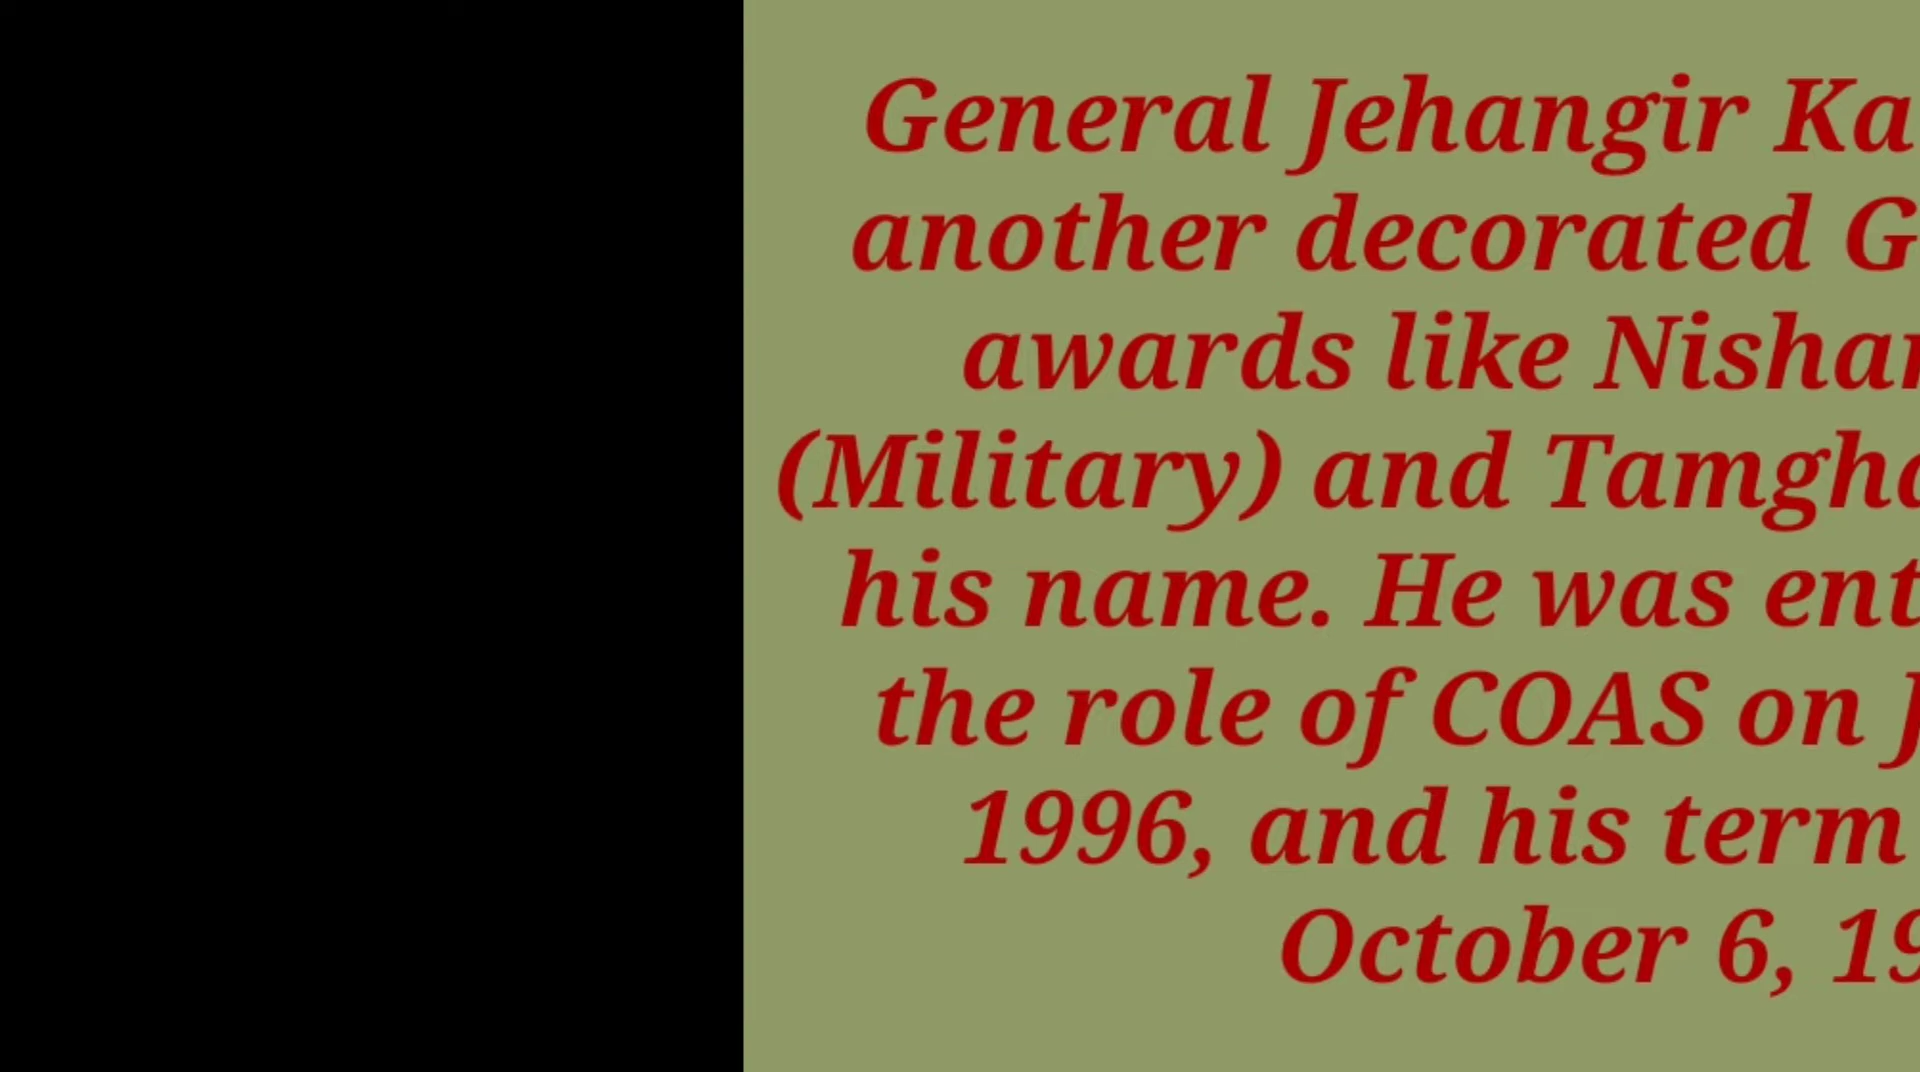 General Jehangir Ka
another decorated G
awards like Nishan
(Military) and Tamgha
his name. He was ent
the role of COAS on J
1996, and his term
October 6, 19